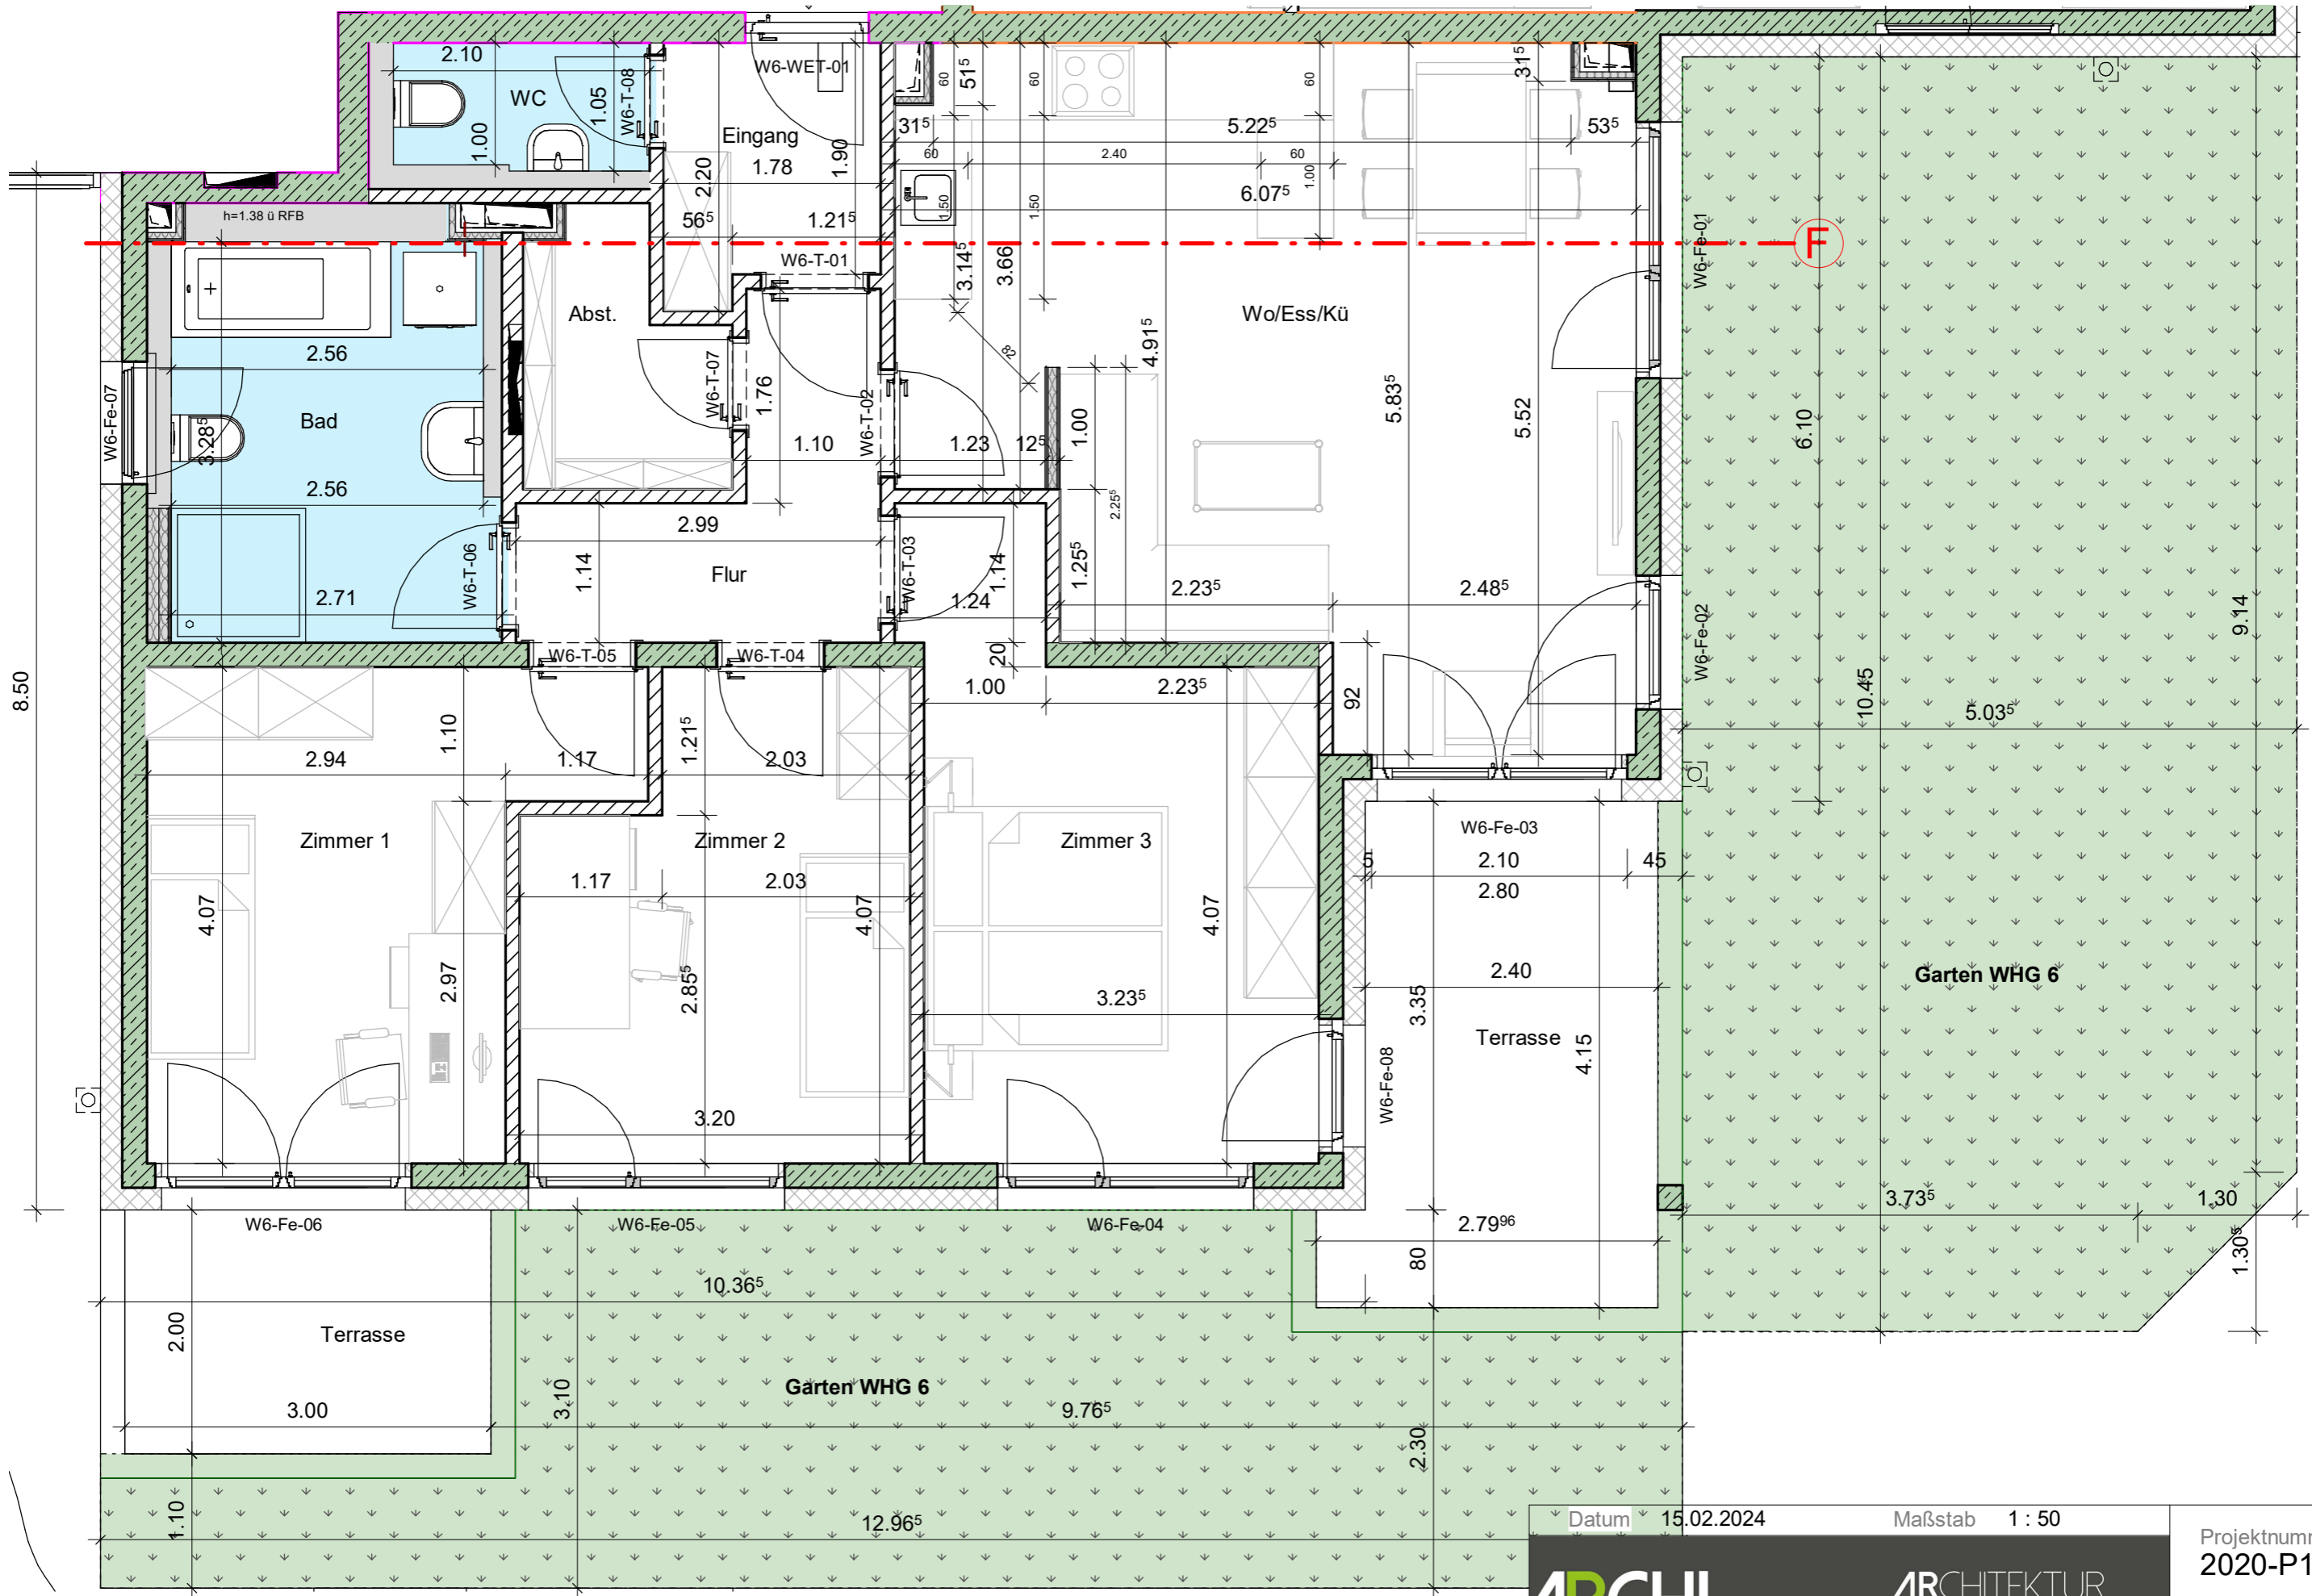 2.10
WC
1.05
1.00
W6-T-08
W6-WET-01
Eingang
1.78
1.90
2.20
56⁵
1.21⁵
W6-T-01
60
51⁵
60
60
31⁵
31⁵
5.22⁵
53⁵
60
2.40
60
1.00
6.07⁵
1.50
1.50
3.14⁵
3.66
h=1.38 ü RFB
F
W6-Fe-01
Abst.
Wo/Ess/Kü
2.56
82
4.91⁵
W6-T-07
1.76
W6-T-02
5.83⁵
5.52
6.10
W6-Fe-07
Bad
3.28⁵
1.10
1.23
12⁵
1.00
2.56
2.25⁵
2.99
1.14
Flur
W6-T-06
W6-T-03
1.14
1.25⁵
2.71
1.24
2.23⁵
2.48⁵
W6-Fe-02
9.14
W6-T-05
W6-T-04
20
8.50
1.00
2.23⁵
92
10.45
5.03⁵
1.10
1.21⁵
2.94
1.17
2.03
Zimmer 1
Zimmer 2
Zimmer 3
W6-Fe-03
5
2.10
45
2.80
1.17
2.03
4.07
4.07
4.07
2.97
2.85⁵
3.23⁵
2.40
Garten WHG 6
3.35
Terrasse
4.15
W6-Fe-08
3.20
3.73⁵
1.30
W6-Fe-06
W6-Fe-05
W6-Fe-04
2.79⁹⁶
80
1.30⁵
10.36⁵
2.00
Terrasse
3.10
Garten WHG 6
3.00
9.76⁵
2.30
1.10
12.96⁵
Datum 15.02.2024 Maßstab 1 : 50
2020-P1
ARCHITEKTUR